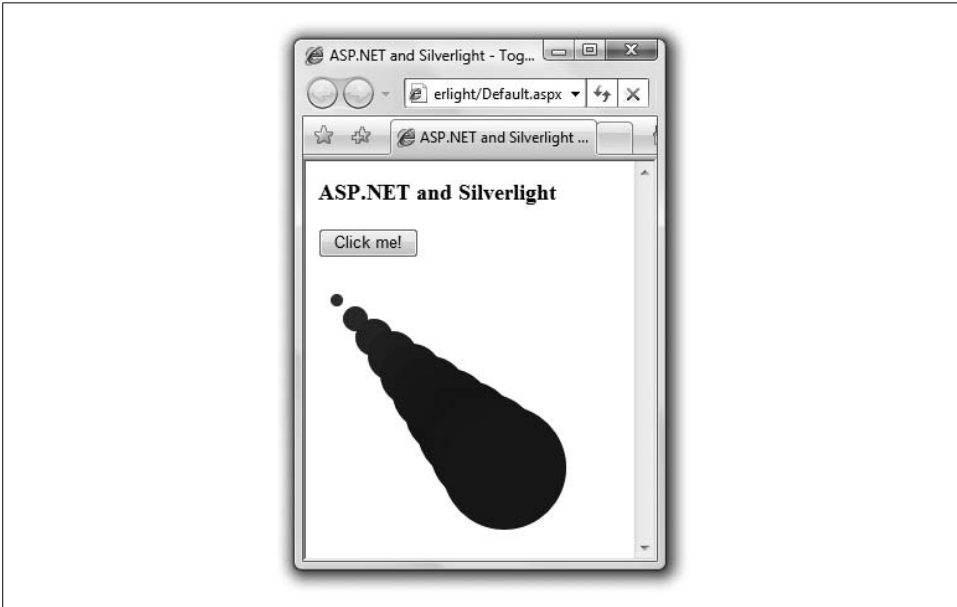 ASP.NET and Silverlight - Tog...
erlight/Default.aspx
ASP.NET and Silverlight ...
ASP.NET and Silverlight
Click me!